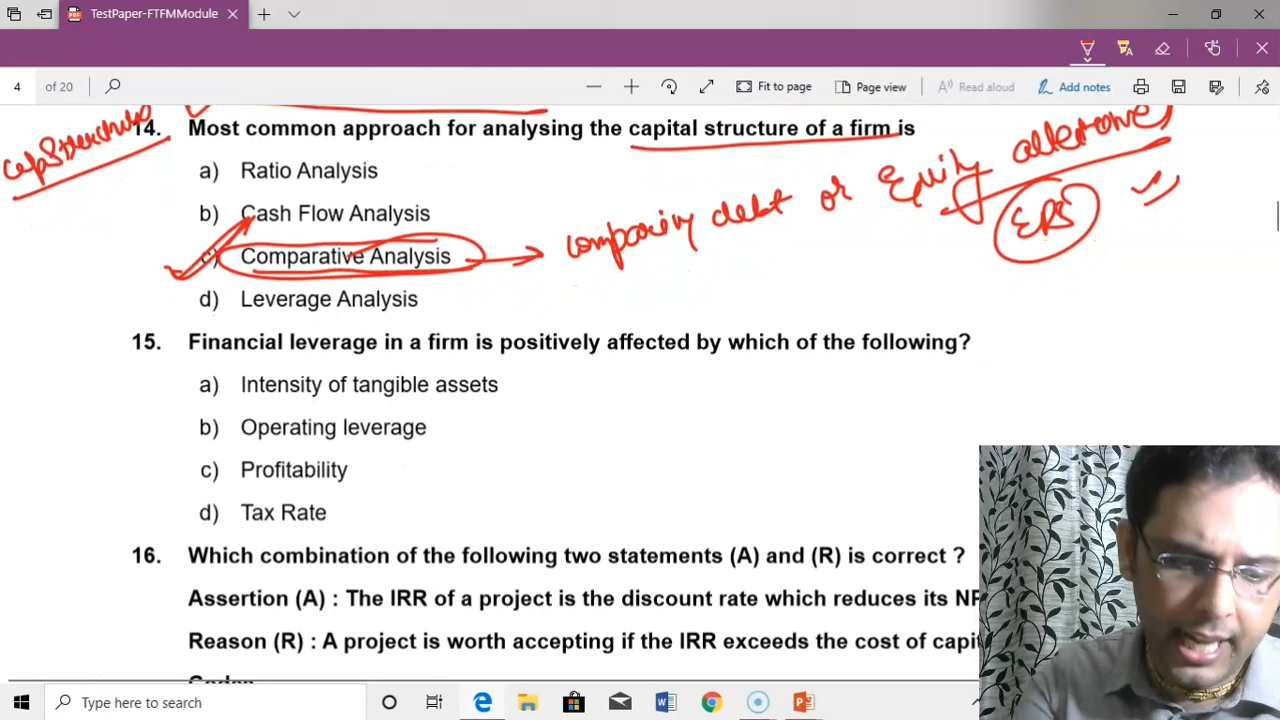 TestPaper-FTFMModule
4 of 20
Fit to page
Page view
Read aloud
Add notes
14. Most common approach for analysing the capital structure of a firm is
a) Ratio Analysis
b) Cash Flow Analysis
c) Comparative Analysis
d) Leverage Analysis
comparing debt or Equity
EPS
15. Financial leverage in a firm is positively affected by which of the following?
a) Intensity of tangible assets
b) Operating leverage
c) Profitability
d) Tax Rate
16. Which combination of the following two statements (A) and (R) is correct ?
Assertion (A) : The IRR of a project is the discount rate which reduces its NP
Reason (R) : A project is worth accepting if the IRR exceeds the cost of capi
Type here to search